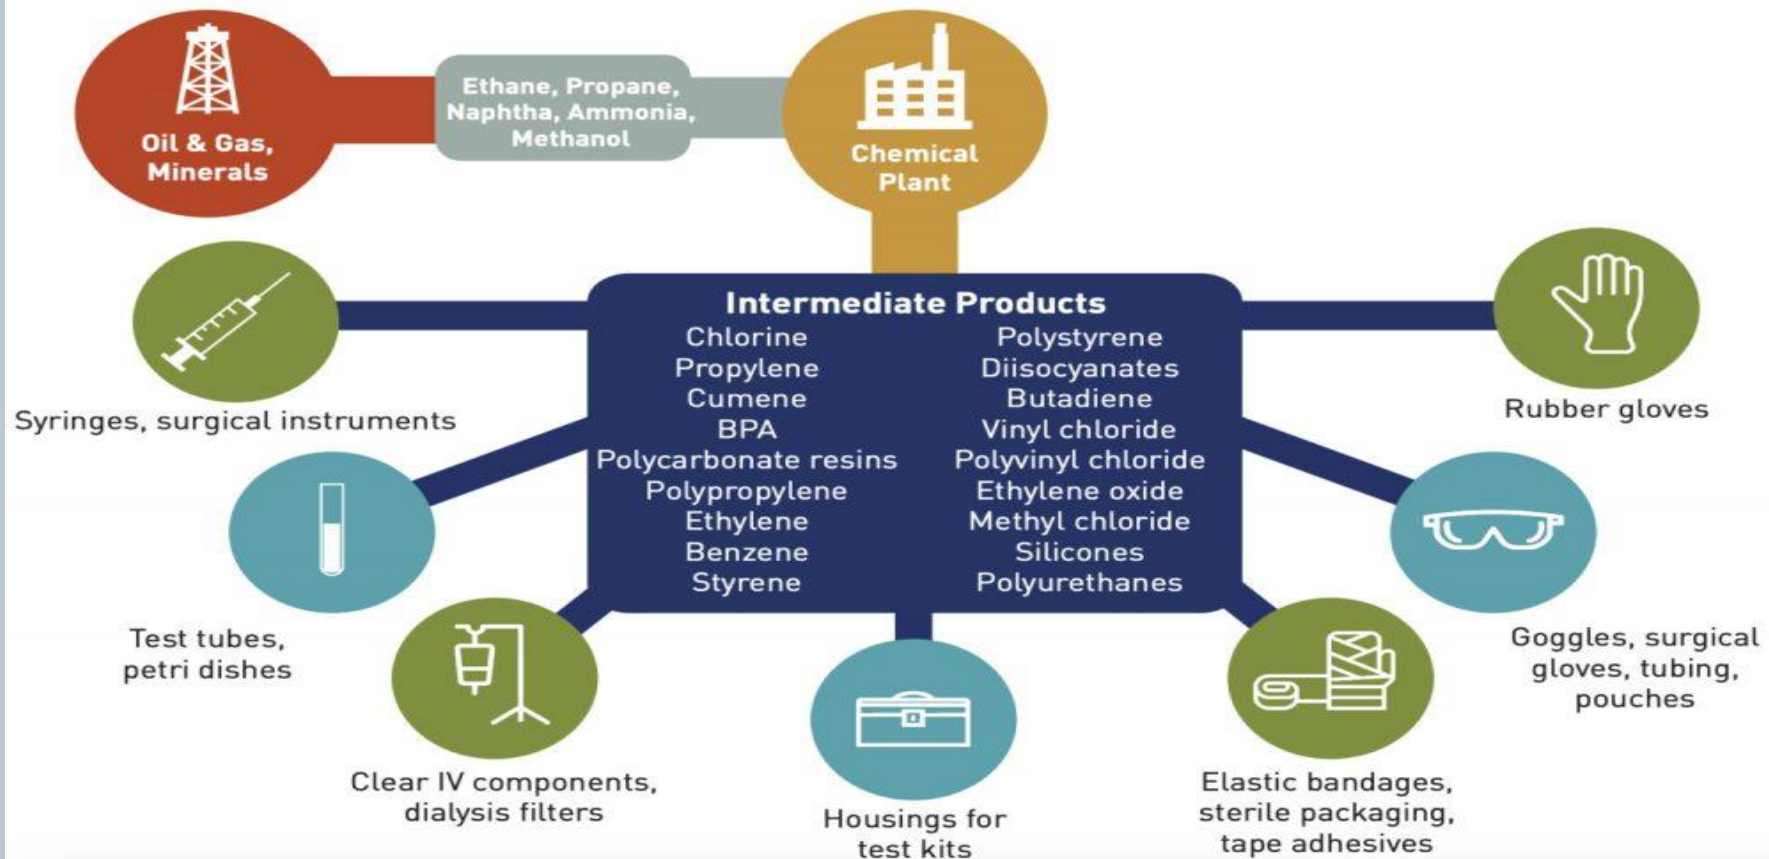 Oil & Gas,
Minerals
Ethane, Propane,
Naphtha, Ammonia,
Methanol
Chemical
Plant
Intermediate Products
Chlorine
Propylene
Cumene
BPA
Polycarbonate resins
Polypropylene
Ethylene
Benzene
Styrene
Polystyrene
Diisocyanates
Butadiene
Vinyl chloride
Polyvinyl chloride
Ethylene oxide
Methyl chloride
Silicones
Polyurethanes
Syringes, surgical instruments
Test tubes,
petri dishes
Clear IV components,
dialysis filters
Housings for
test kits
Elastic bandages,
sterile packaging,
tape adhesives
Goggles, surgical
gloves, tubing,
pouches
Rubber gloves